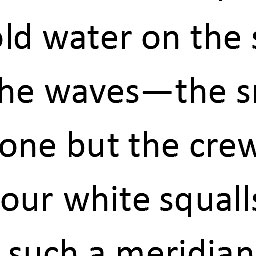 old water on the s
he waves—the sn
one but the crew
our white squalls
such a meridian